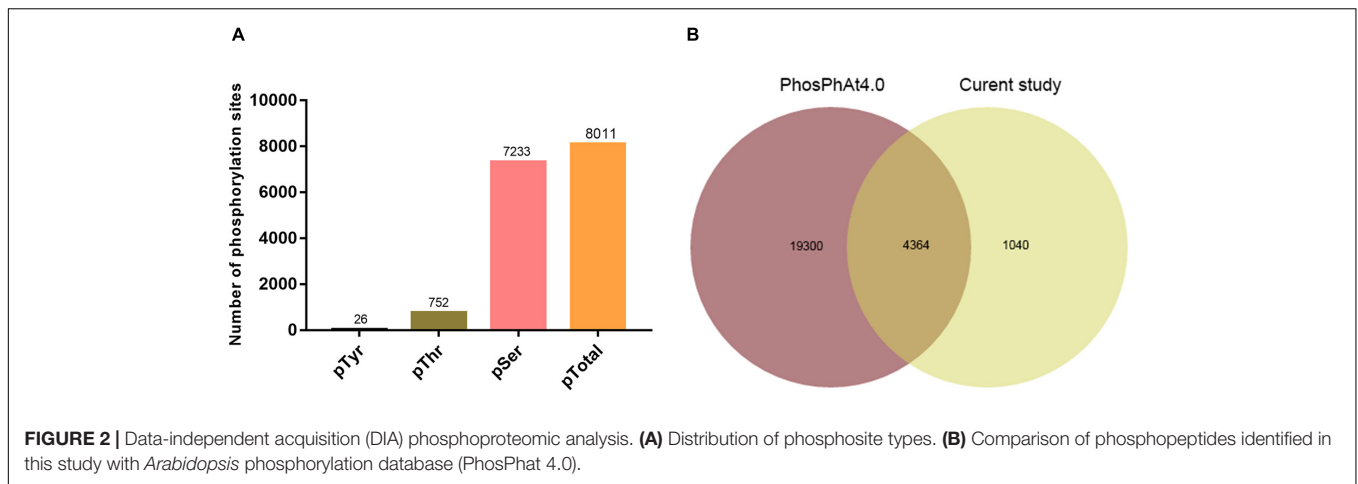 A
B
Number of phosphorylation sites
10000
8000
6000
4000
2000
0
26
752
7233
8011
pTyr
pThr
pSer
pTotal
PhosPhAt4.0
Curent study
19300
4364
1040
FIGURE 2 | Data-independent acquisition (DIA) phosphoproteomic analysis. (A) Distribution of phosphosite types. (B) Comparison of phosphopeptides identified in
this study with Arabidopsis phosphorylation database (PhosPhat 4.0).